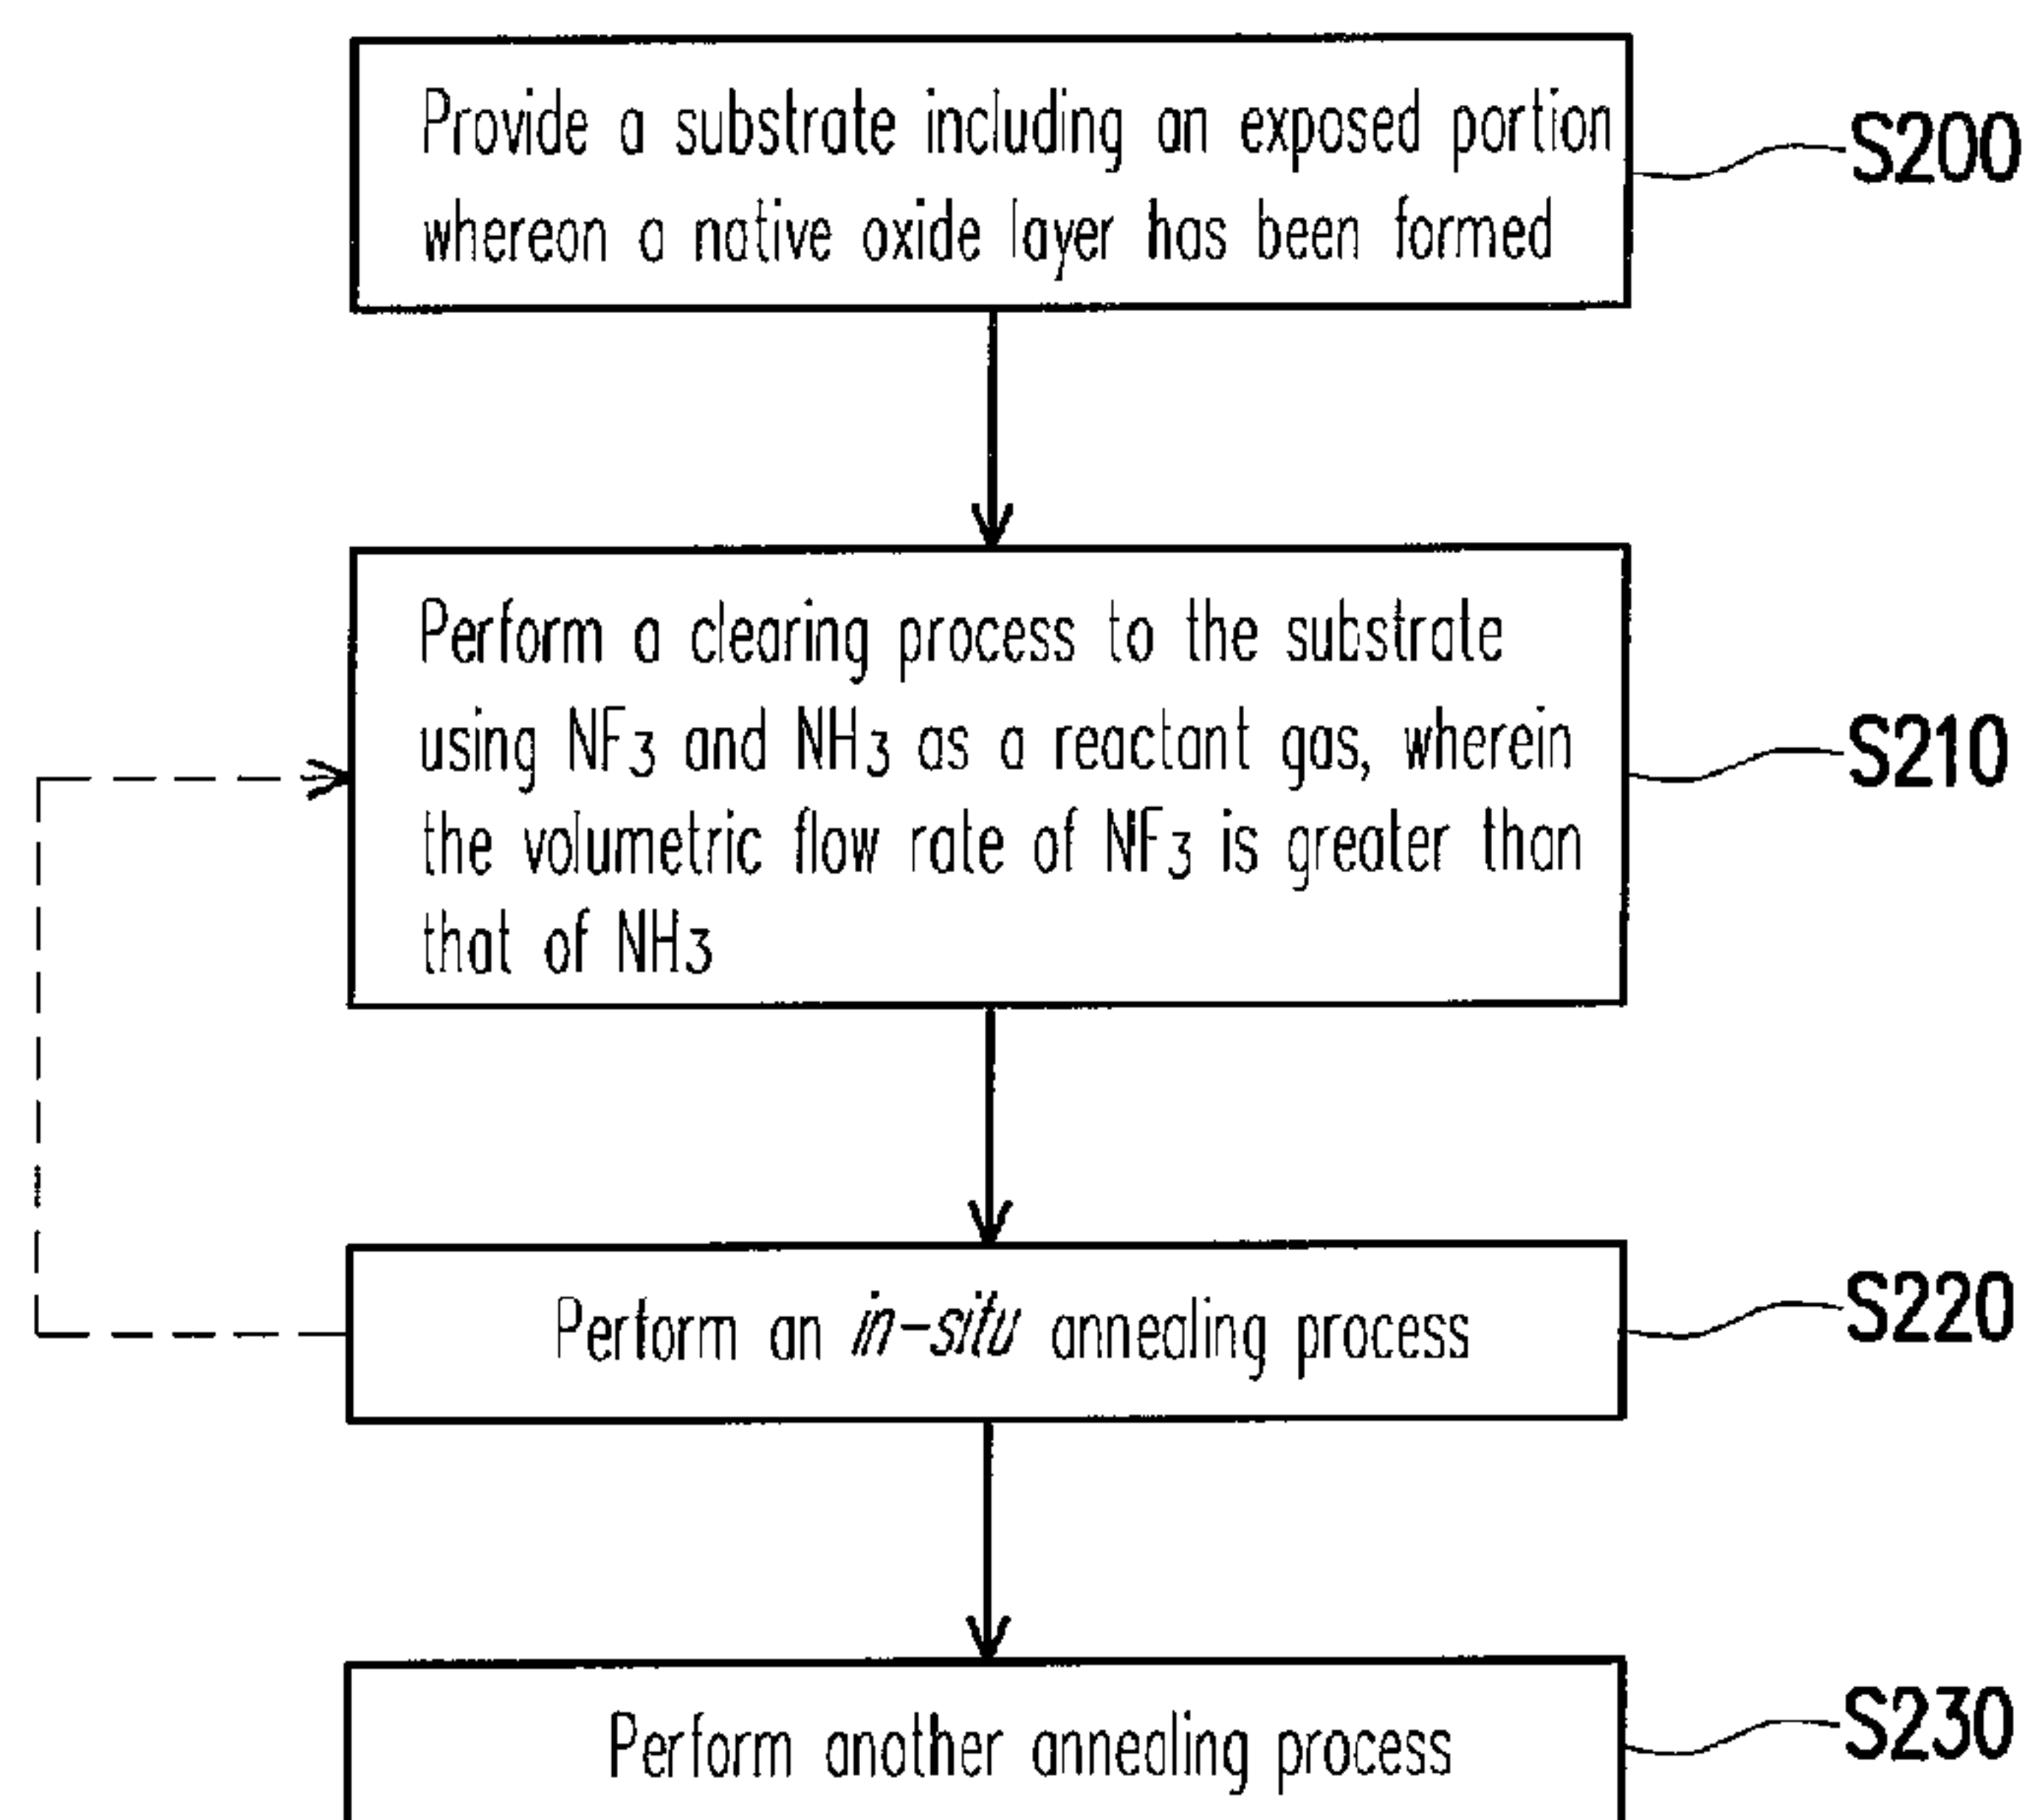 Provide a substrate including an exposed portion
whereon a native oxide layer has been formed
S200
Perform a clearing process to the substrate
using NF3 and NH3 as a reactant gas, wherein
the volumetric flow rate of NF3 is greater than
that of NH3
S210
Perform an in-situ annealing process
S220
Perform another annealing process
S230